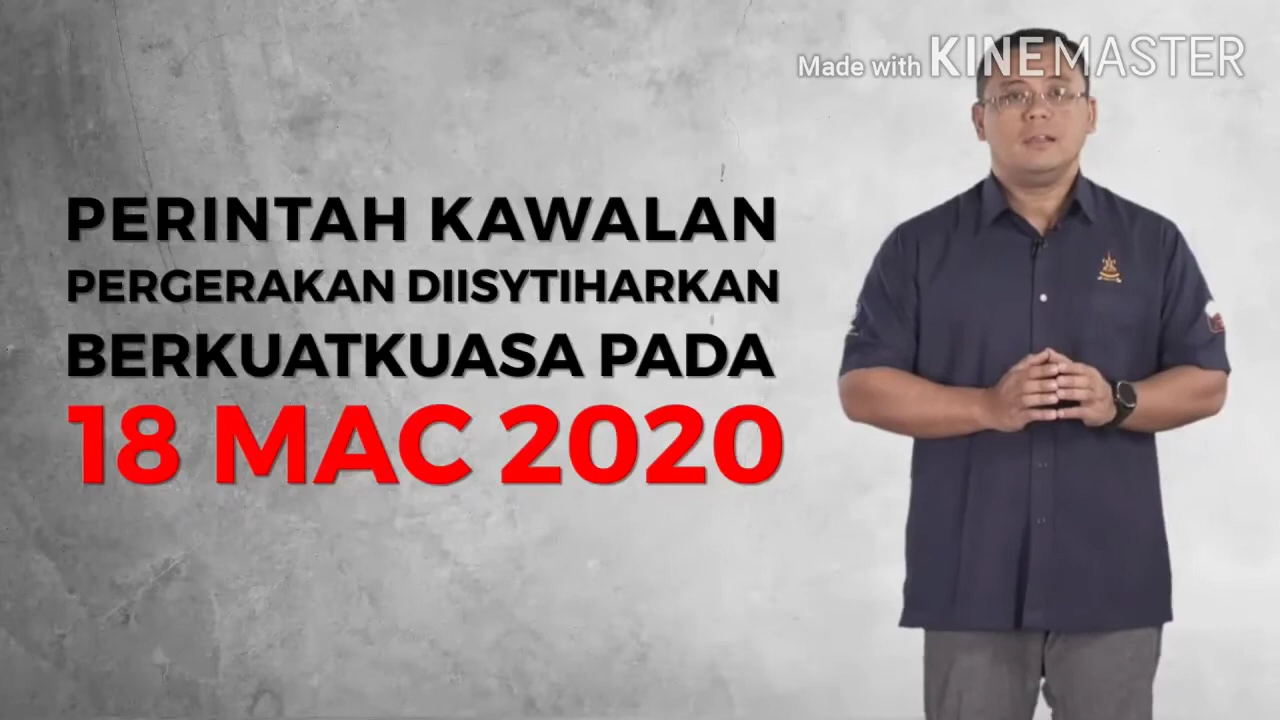 Made with KINEMASTER
PERINTAH KAWALAN
PERGERAKAN DIISYTIHARKAN
BERKUATKUASA PADA
18 MAC 2020